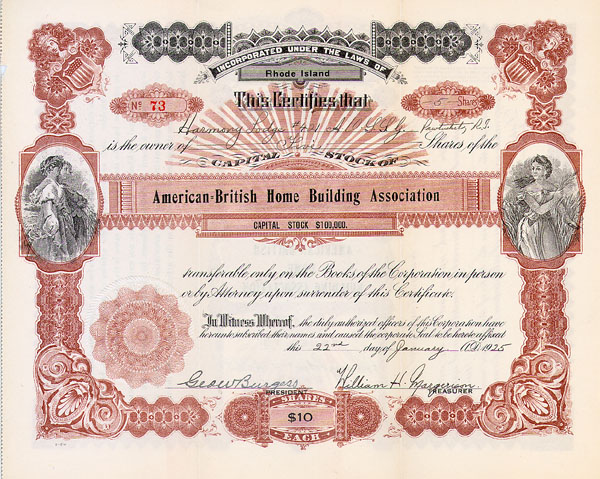 INCORPORATED UNDER THE LAWS OF
Rhode Island
No 73
This Certifies that
5 Shares
Harmony Lodge
is the owner of Five Shares of the
CAPITAL STOCK OF
American-British Home Building Association
CAPITAL STOCK $100,000.
transferable only on the Books of the Corporation in person
or by Attorney upon surrender of this Certificate.
In Witness Whereof, the duly authorized officers of this Corporation have
hereunto subscribed their names and caused the corporate Seal to be hereto affixed
this 22nd day of January A.D. 1925
Geo W Burgess William H. Margerison
PRESIDENT TREASURER
SHARES
$10
EACH